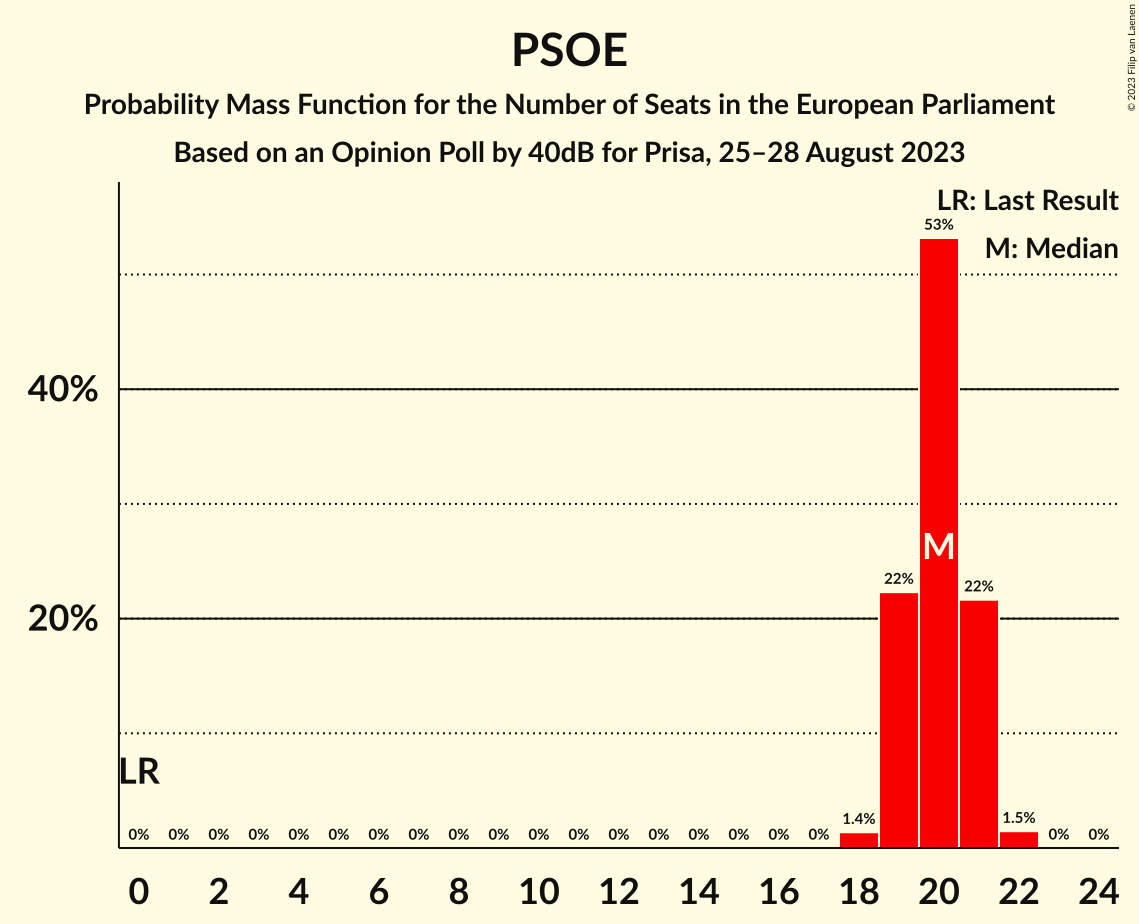 PSOE
Probability Mass Function for the Number of Seats in the European Parliament
Based on an Opinion Poll by 40dB for Prisa, 25–28 August 2023
© 2023 Filip van Laenen
LR: Last Result
M: Median
53%
40%
M
22%
22%
20%
LR
0% 0% 0% 0% 0% 0% 0% 0% 0% 0% 0% 0% 0% 0% 0% 0% 0% 0% 1.4% 1.5% 0% 0%
0 2 4 6 8 10 12 14 16 18 20 22 24